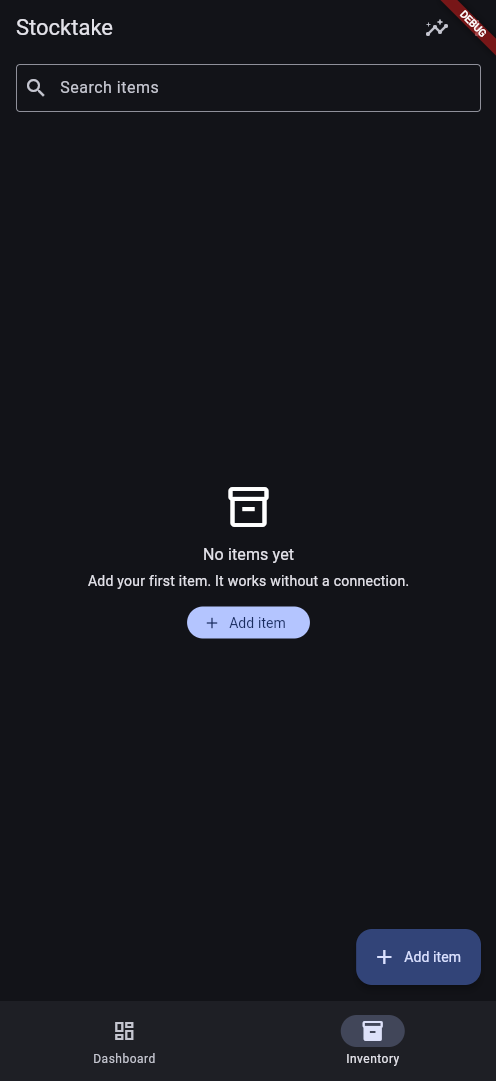 Stocktake
DEBUG
Search items
No items yet
Add your first item. It works without a connection.
Add item
Add item
Dashboard
Inventory